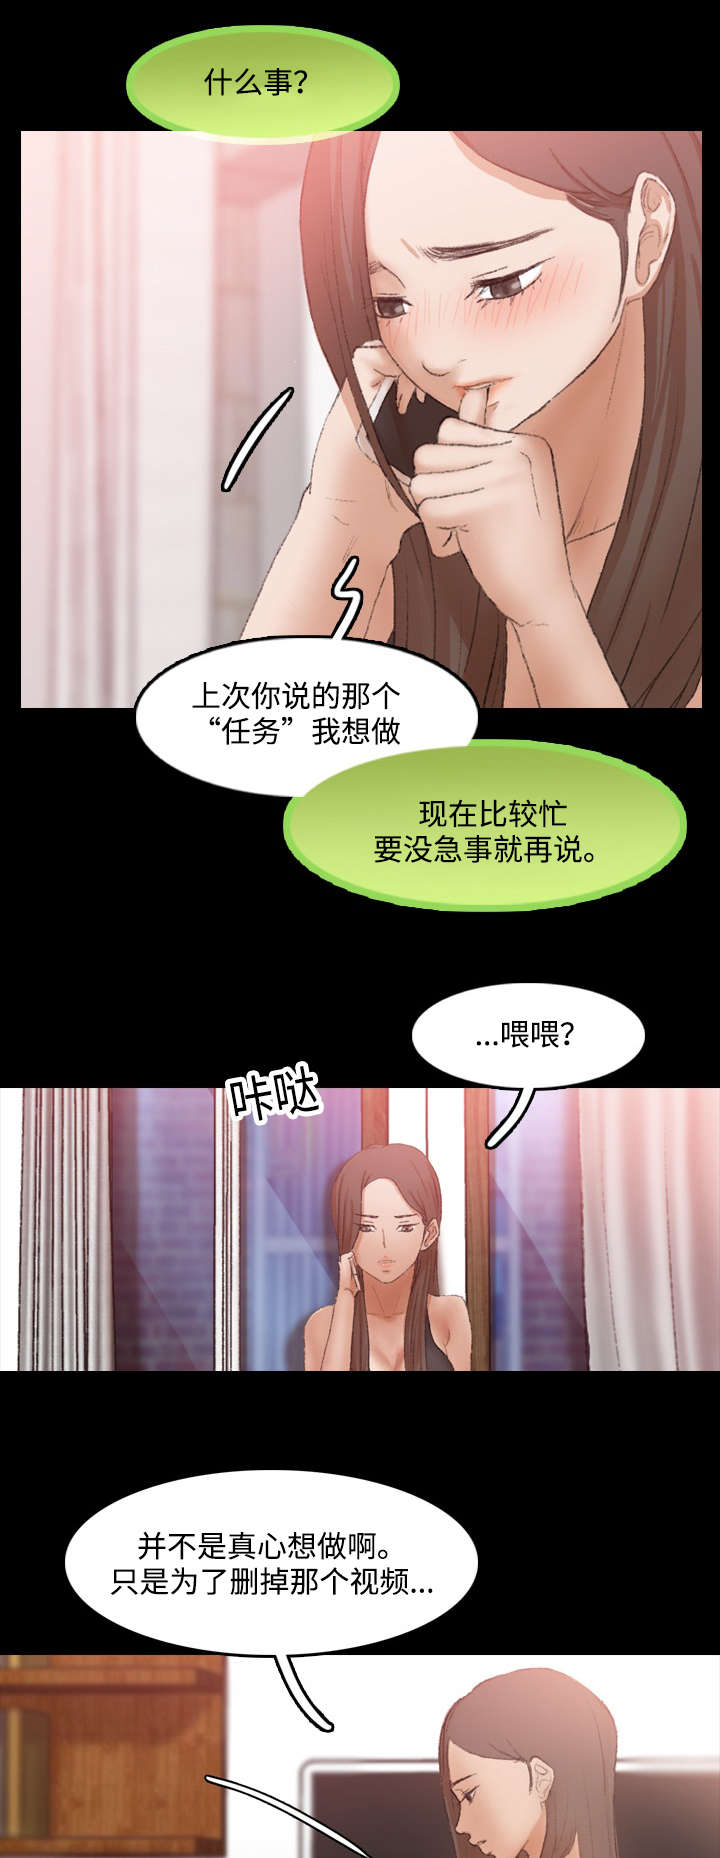 什么事？
上次你说的那个
“任务”我想做
现在比较忙
要没急事就再说。
...喂喂？
咔哒
并不是真心想做啊。
只是为了删掉那个视频...